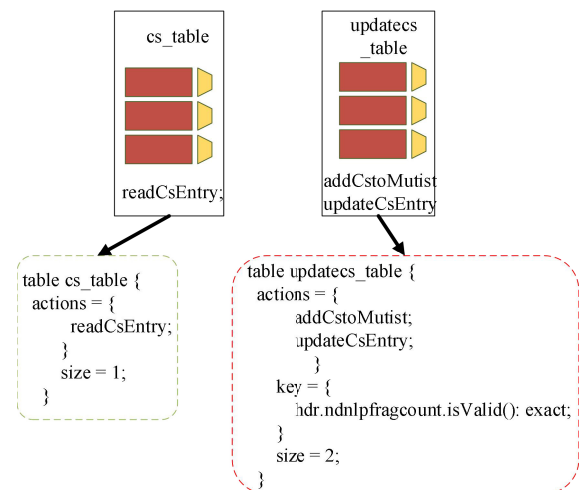 cs_table
readCsEntry;
updatecs
_table
addCstoMutist
updateCsEntry
table cs_table {
actions = {
readCsEntry;
}
size = 1;
}
table updatecs_table {
actions = {
addCstoMutist;
updateCsEntry;
}
key = {
hdr.ndnlpfragcount.isValid(): exact;
}
size = 2;
}